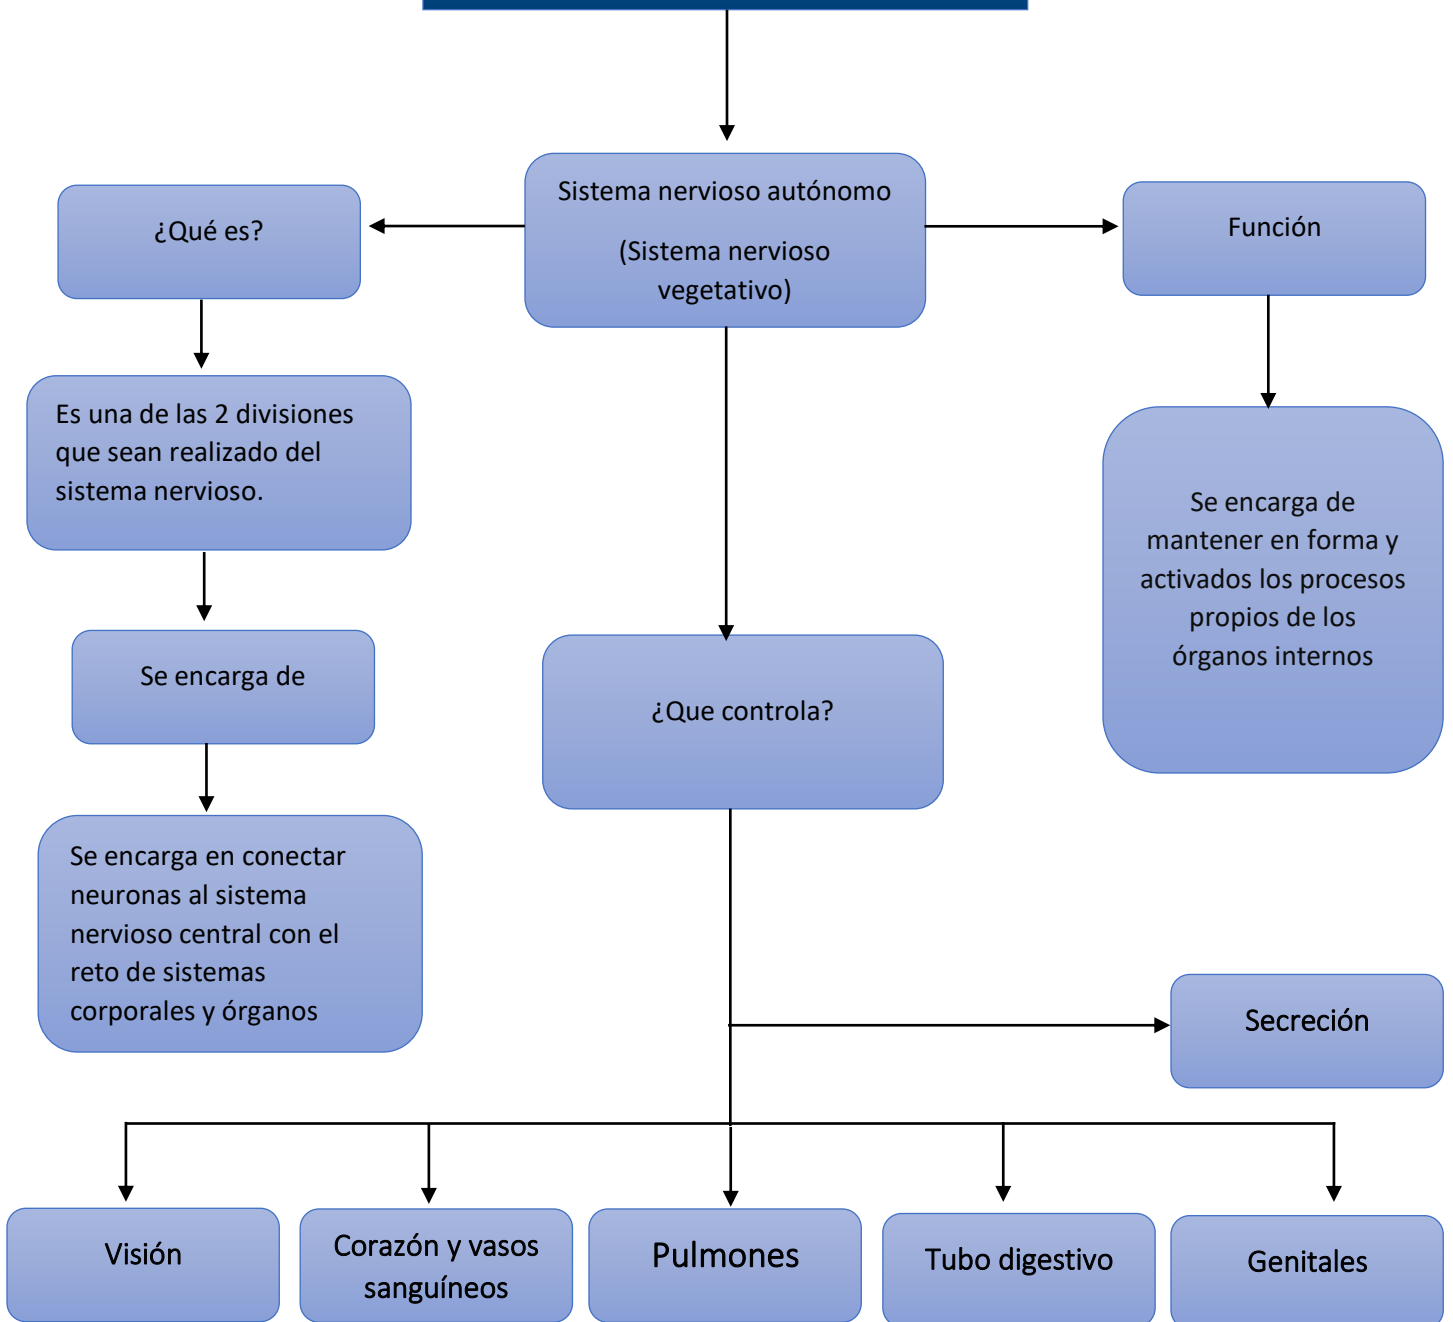 Sistema nervioso autónomo
(Sistema nervioso
vegetativo)
¿Qué es?
Función
Es una de las 2 divisiones
que sean realizado del
sistema nervioso.
Se encarga de
mantener en forma y
activados los procesos
propios de los
órganos internos
Se encarga de
¿Que controla?
Se encarga en conectar
neuronas al sistema
nervioso central con el
reto de sistemas
corporales y órganos
Secreción
Visión
Corazón y vasos
sanguíneos
Pulmones
Tubo digestivo
Genitales